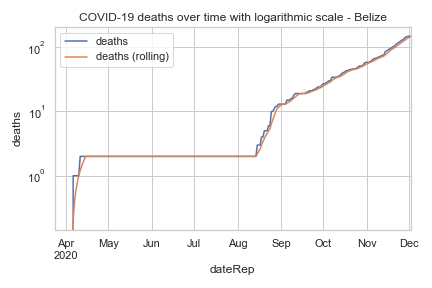 COVID-19 deaths over time with logarithmic scale - Belize
deaths
deaths (rolling)
10²
10¹
10⁰
deaths
Apr May Jun Jul Aug Sep Oct Nov Dec
2020
dateRep